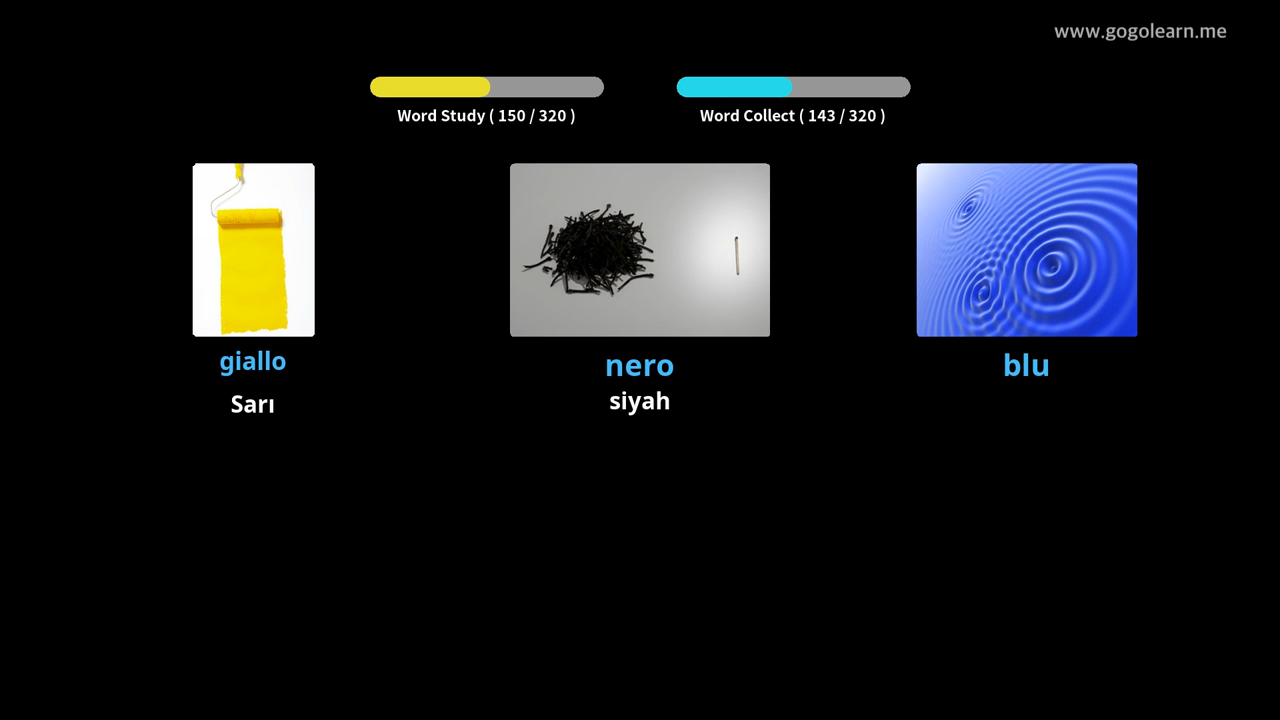 www.gogolearn.me
Word Study ( 150 / 320 )
Word Collect ( 143 / 320 )
giallo
Sarı
nero
siyah
blu